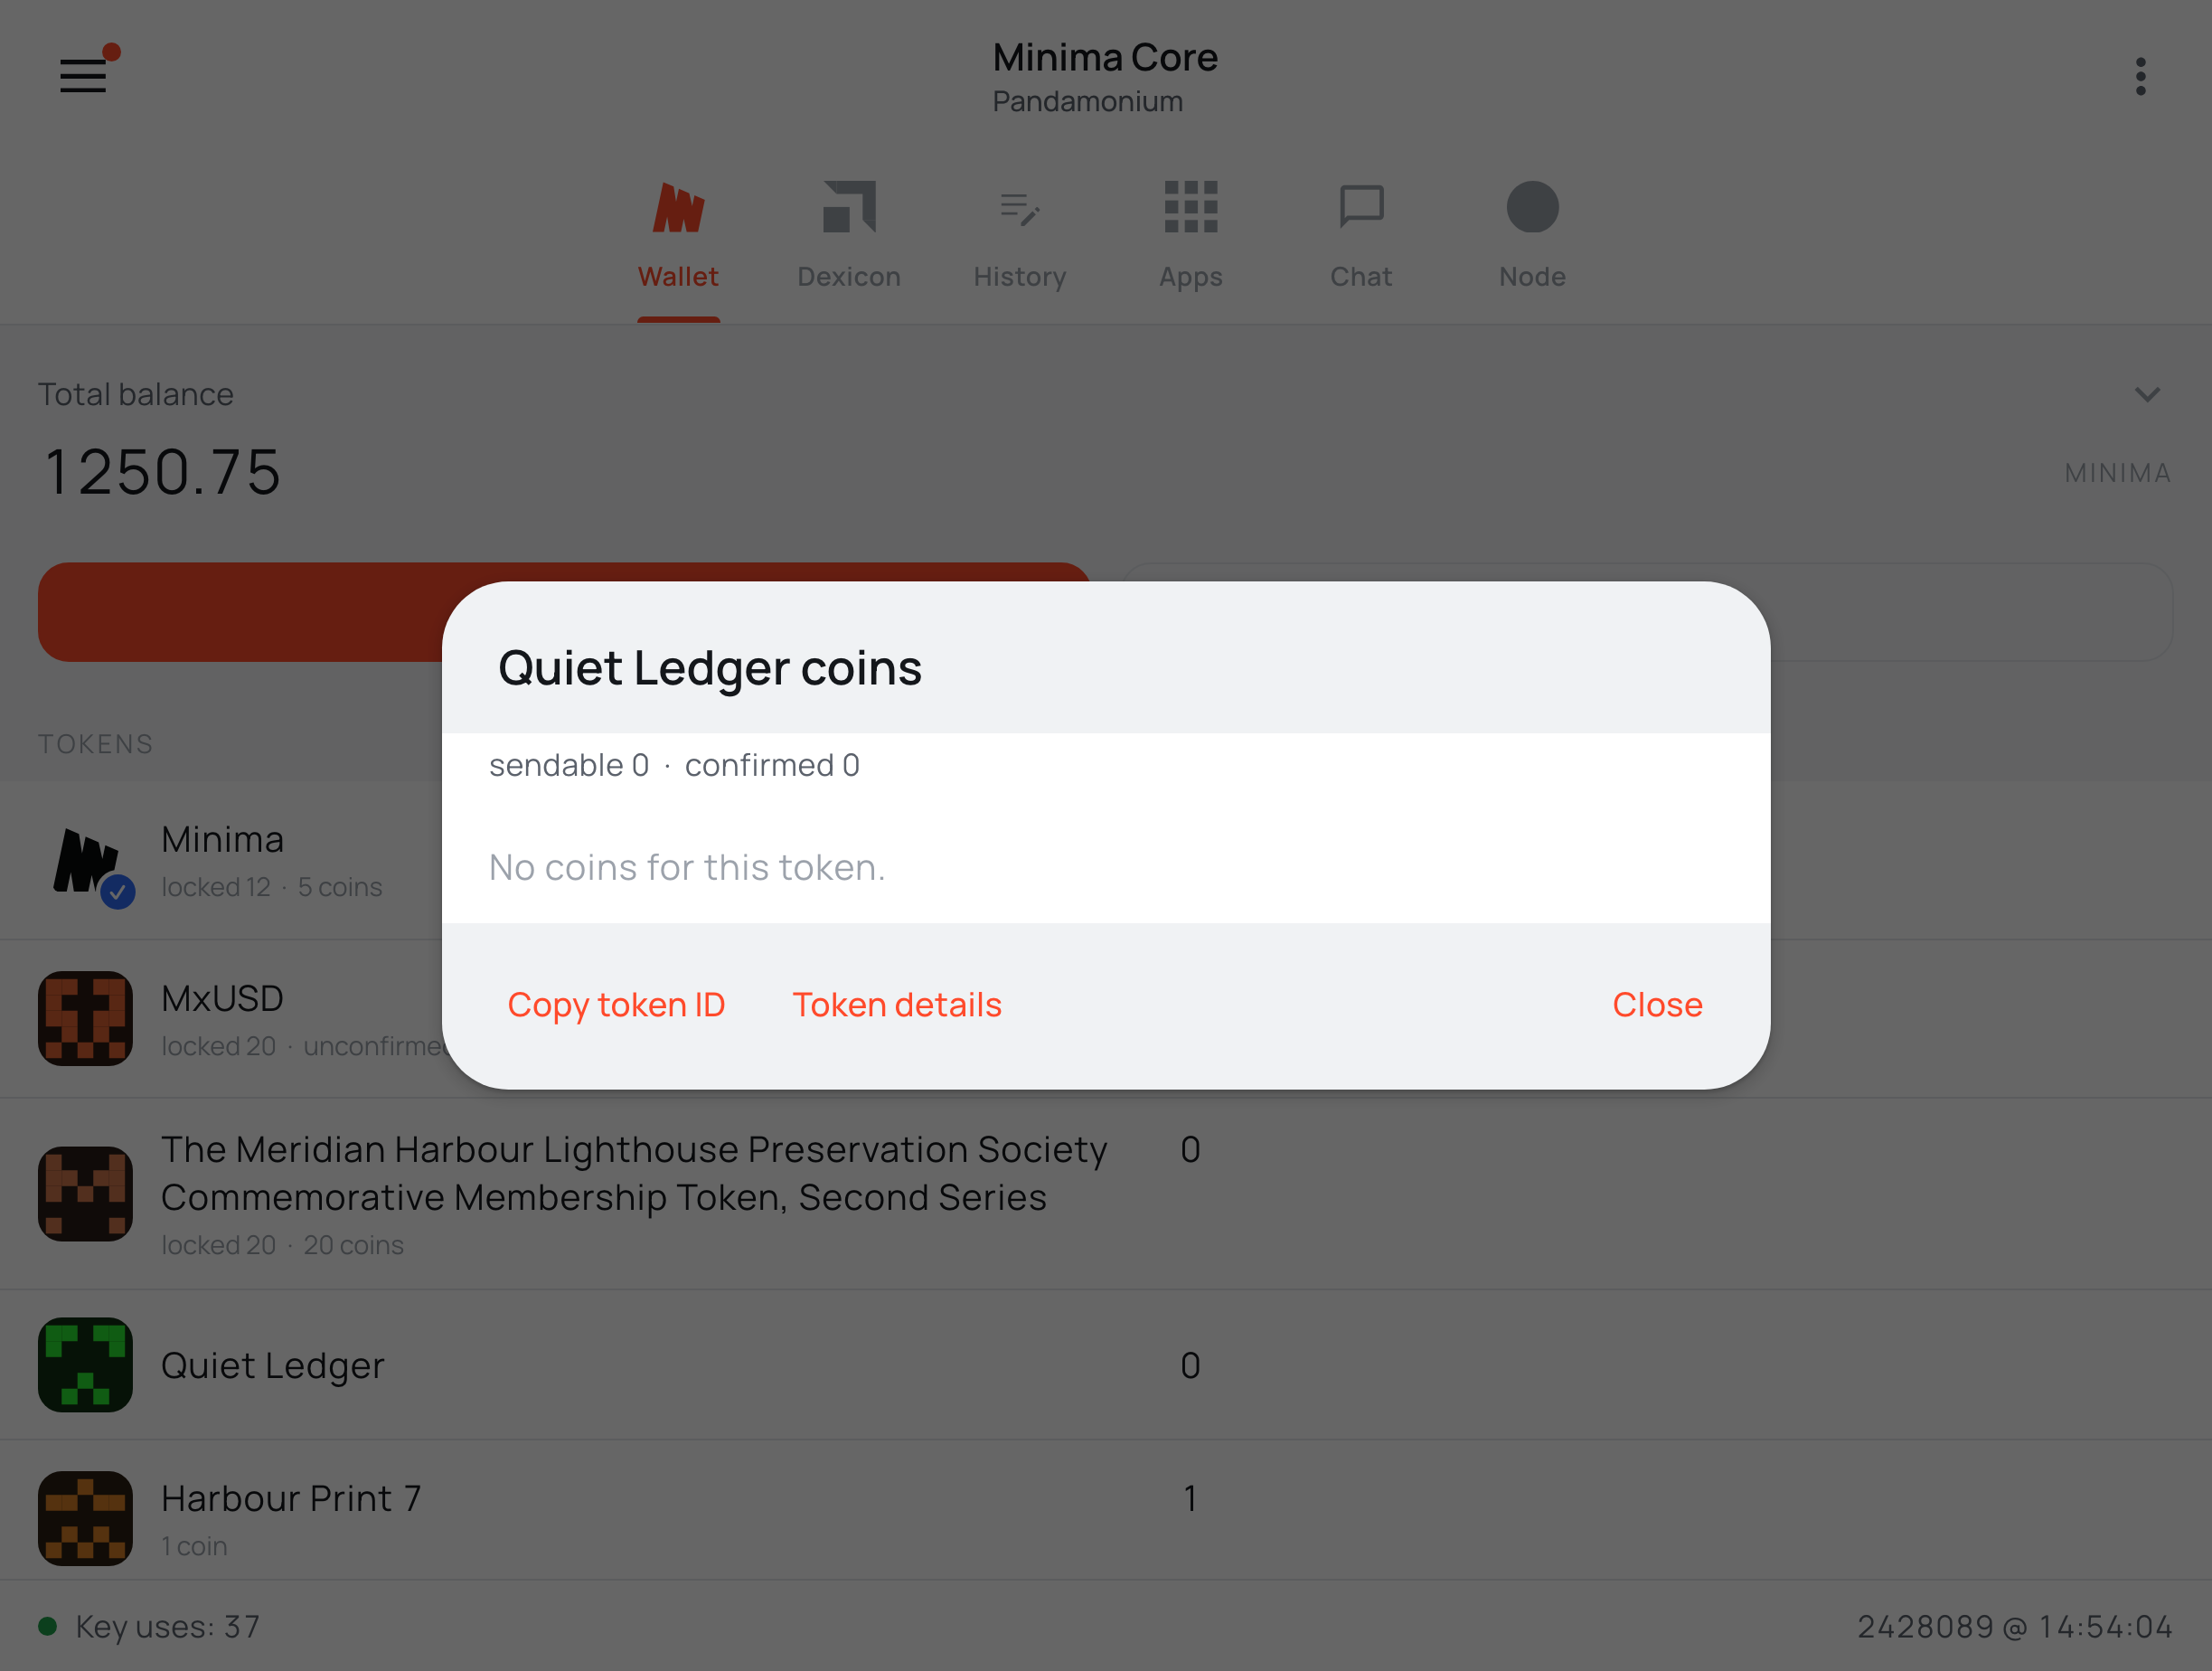 Minima Core
Pandamonium
Wallet
Dexicon
History
Apps
Chat
Node
Total balance
1250.75
MINIMA
Quiet Ledger coins
sendable 0 · confirmed 0
No coins for this token.
Copy token ID
Token details
Close
TOKENS
Minima
locked 12 · 5 coins
MxUSD
locked 20 ·
The Meridian Harbour Lighthouse Preservation Society
Commemorative Membership Token, Second Series
0
locked 20 · 20 coins
Quiet Ledger
0
Harbour Print 7
1
1 coin
Key uses: 37
2428089 @ 14:54:04